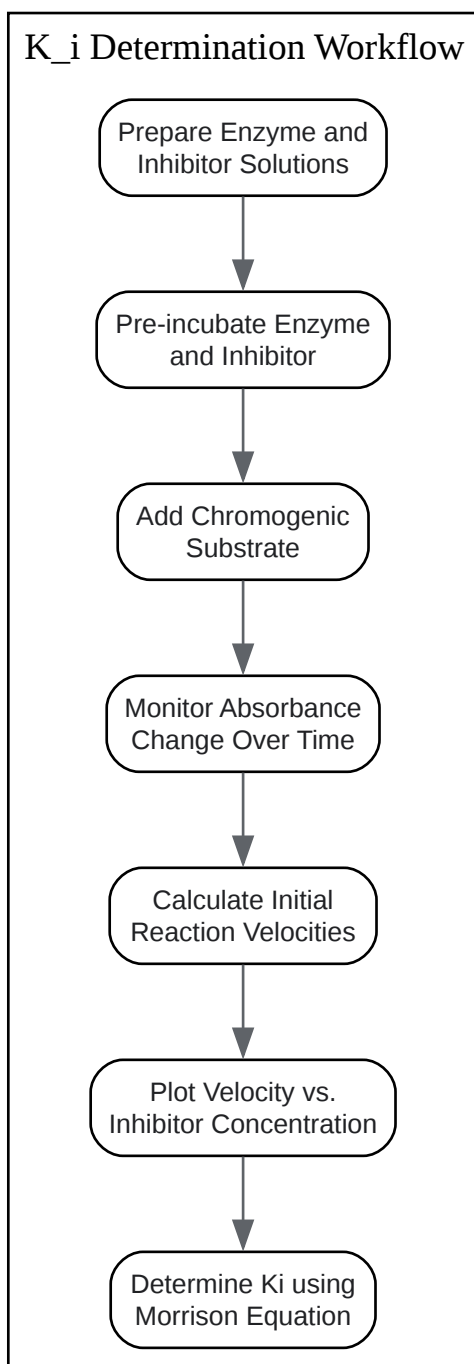 K_i Determination Workflow
Prepare Enzyme and
Inhibitor Solutions
Pre-incubate Enzyme
and Inhibitor
Add Chromogenic
Substrate
Monitor Absorbance
Change Over Time
Calculate Initial
Reaction Velocities
Plot Velocity vs.
Inhibitor Concentration
Determine Ki using
Morrison Equation